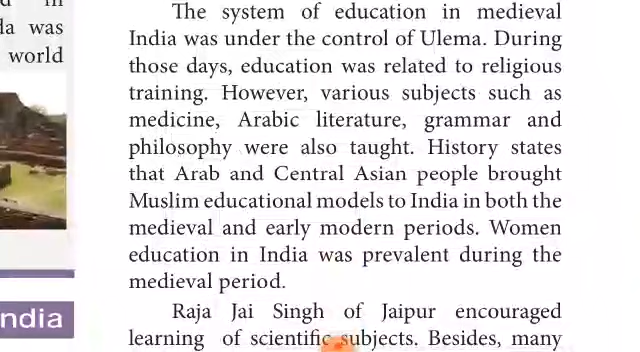 d in
da was
world
ndia
The system of education in medieval
India was under the control of Ulema. During
those days, education was related to religious
training. However, various subjects such as
medicine, Arabic literature, grammar and
philosophy were also taught. History states
that Arab and Central Asian people brought
Muslim educational models to India in both the
medieval and early modern periods. Women
education in India was prevalent during the
medieval period.
Raja Jai Singh of Jaipur encouraged
learning of scientific subjects. Besides, many